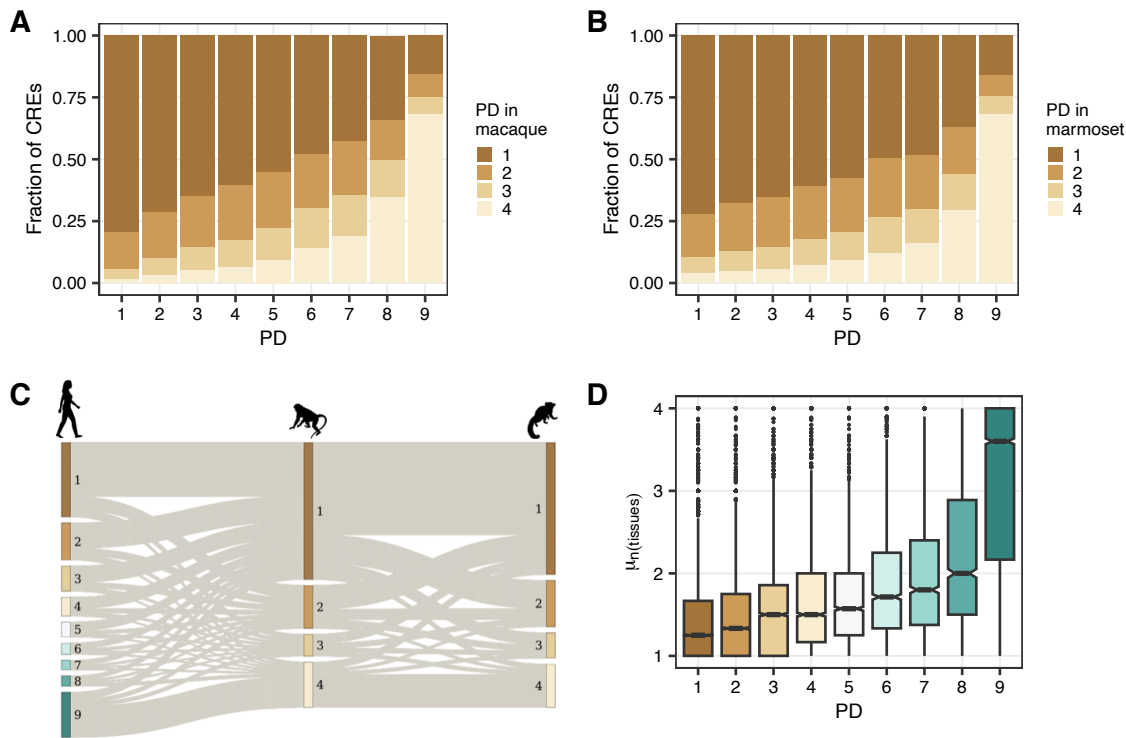 A
1.00
0.75
0.50
0.25
0.00
Fraction of CREs
1 2 3 4 5 6 7 8 9
PD
PD in
macaque
1
2
3
4
B
1.00
0.75
0.50
0.25
0.00
Fraction of CREs
1 2 3 4 5 6 7 8 9
PD
PD in
marmoset
1
2
3
4
C
1
2
3
4
5
6
7
8
9
1
2
3
4
1
2
3
4
D
4
3
2
1
μn(tissues)
1 2 3 4 5 6 7 8 9
PD